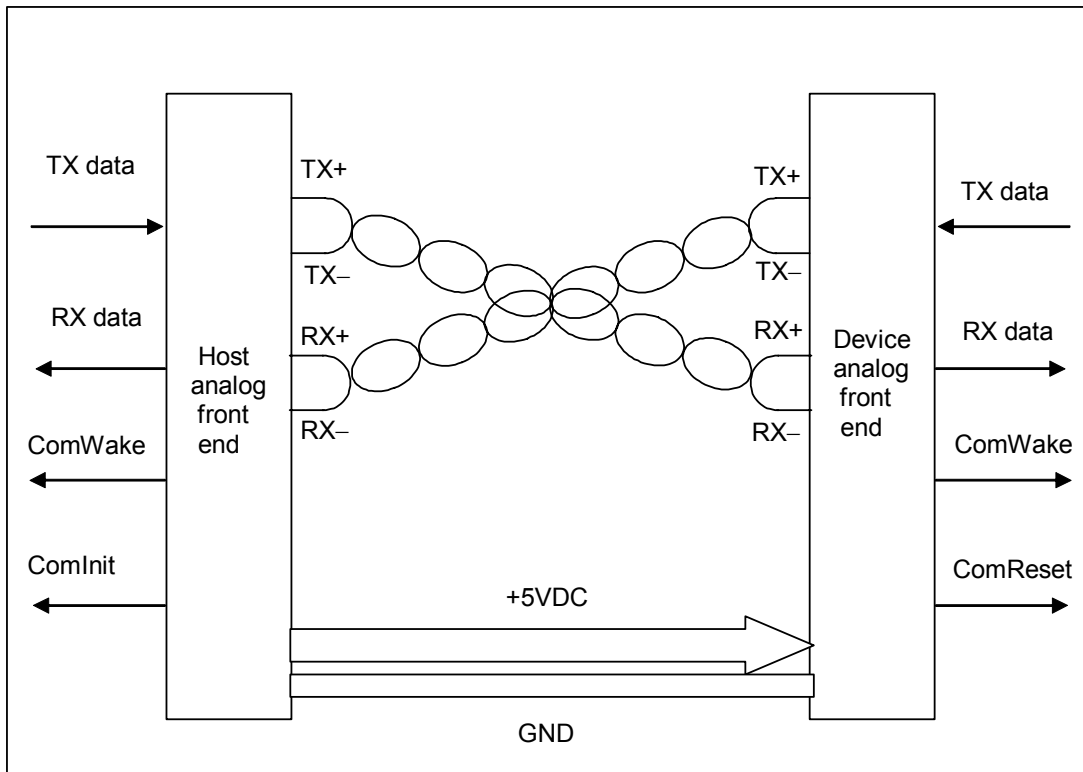 TX data
RX data
ComWake
ComInit
Host
analog
front
end
TX+
TX–
RX+
RX–
TX+
TX–
RX+
RX–
Device
analog
front
end
TX data
RX data
ComWake
ComReset
+5VDC
GND